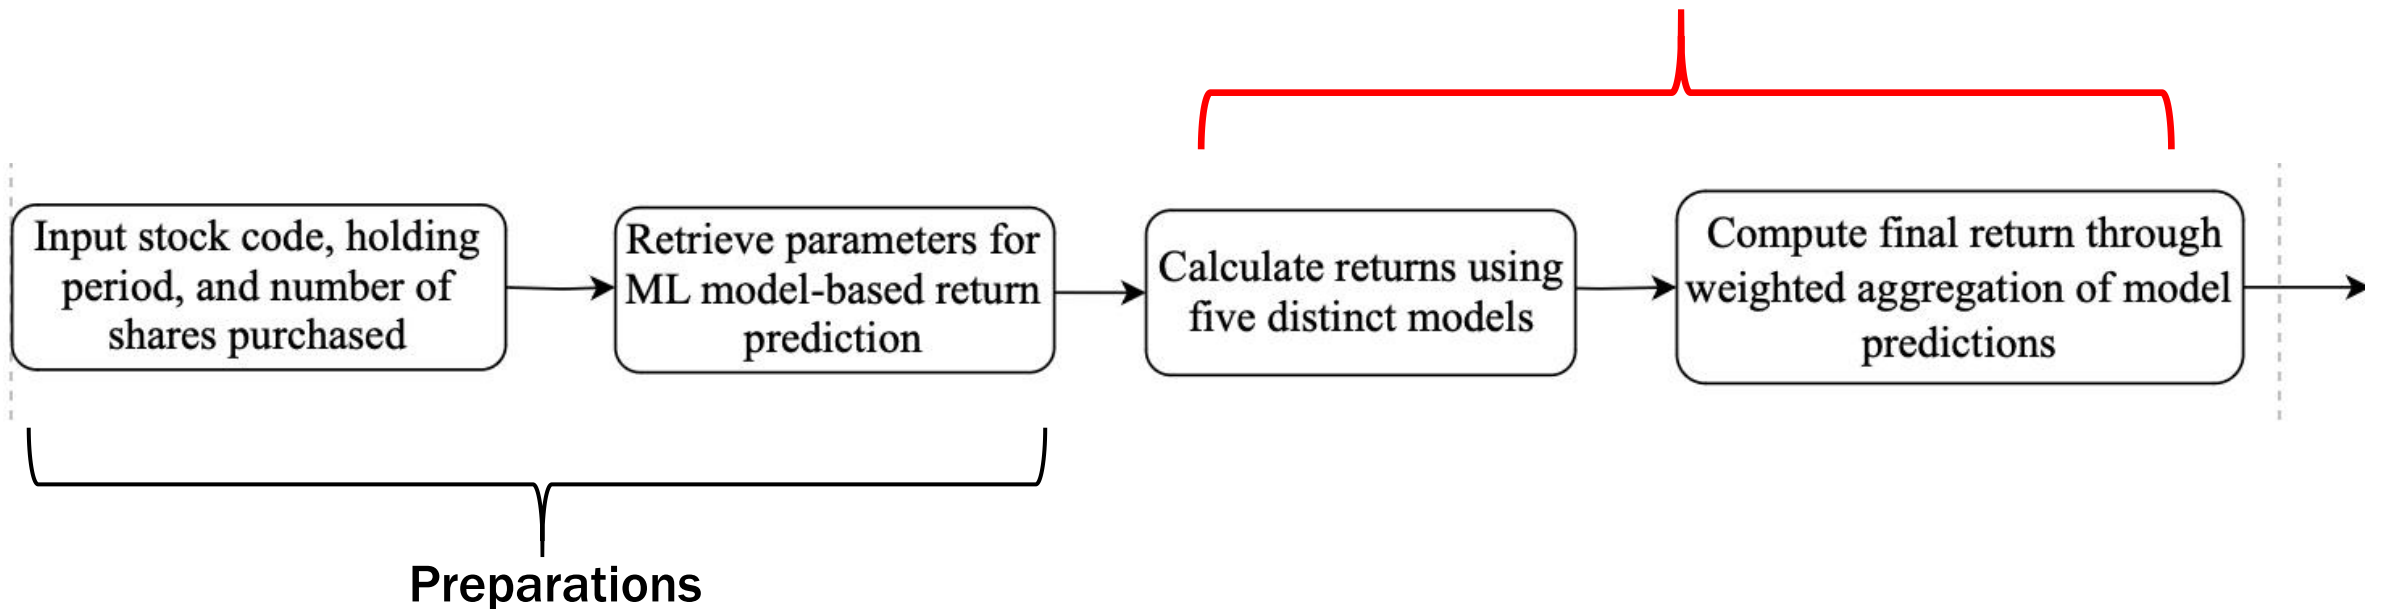 Input stock code, holding
period, and number of
shares purchased
Retrieve parameters for
ML model-based return
prediction
Calculate returns using
five distinct models
Compute final return through
weighted aggregation of model
predictions
Preparations